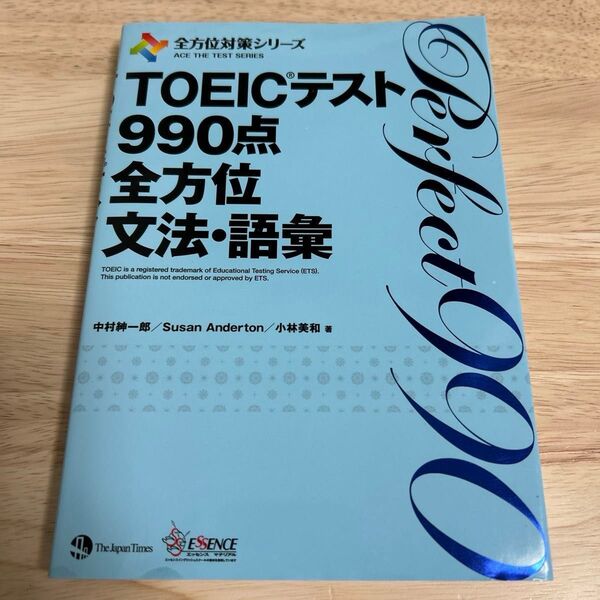 全方位対策シリーズ
ACE THE TEST SERIES
TOEIC®テスト
990点
全方位
文法・語彙
TOEIC is a registered trademark of Educational Testing Service (ETS).
This publication is not endorsed or approved by ETS.
中村紳一郎/Susan Anderton/小林美和 著
Perfect 990
The Japan Times
ESSENCE
エッセンス マテリアル